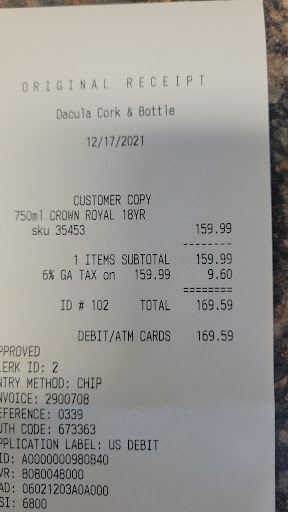 ORIGINAL RECEIPT
Dacula Cork & Bottle
12/17/2021
CUSTOMER COPY
750ml CROWN ROYAL 18YR
sku 35453 159.99
--------
1 ITEMS SUBTOTAL 159.99
6% GA TAX on 159.99 9.60
========
ID # 102 TOTAL 169.59
DEBIT/ATM CARDS 169.59
PPROVED
LERK ID: 2
NTRY METHOD: CHIP
NVOICE: 2900708
EFERENCE: 0339
UTH CODE: 673363
PPLICATION LABEL: US DEBIT
ID: A0000000980840
VR: 8080048000
AD: 06021203A0A000
SI: 6800